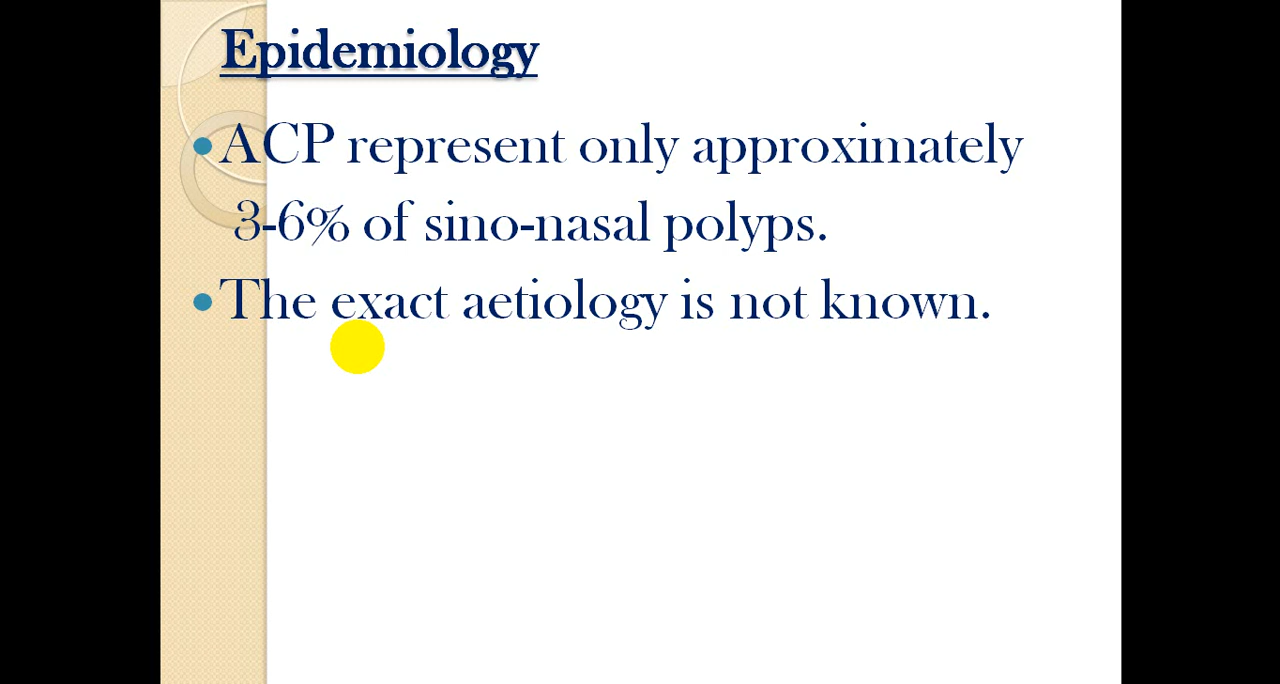 Epidemiology
•ACP represent only approximately
3-6% of sino-nasal polyps.
•The exact aetiology is not known.